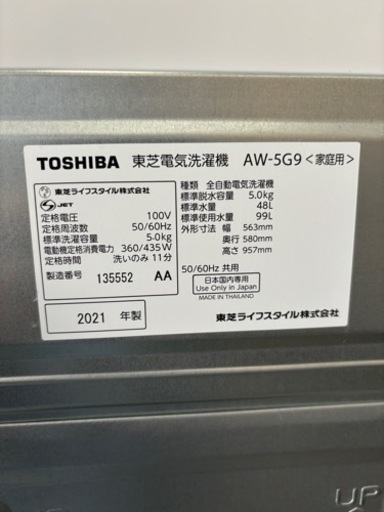 TOSHIBA 東芝電気洗濯機 AW-5G9<家庭用>
東芝ライフスタイル株式会社
S JET
定格電圧 100V
定格周波数 50/60Hz
標準洗濯容量 5.0kg
電動機定格消費電力 360/435W
定格時間 洗いのみ 11分
製造番号 135552 AA
種類 全自動電気洗濯機
標準脱水容量 5.0kg
標準水量 48L
標準使用水量 99L
外形寸法 幅 563mm
奥行 580mm
高さ 957mm
50/60Hz 共用
日本国内専用
Use Only in Japan
MADE IN THAILAND
2021 年製
東芝ライフスタイル株式会社
UP